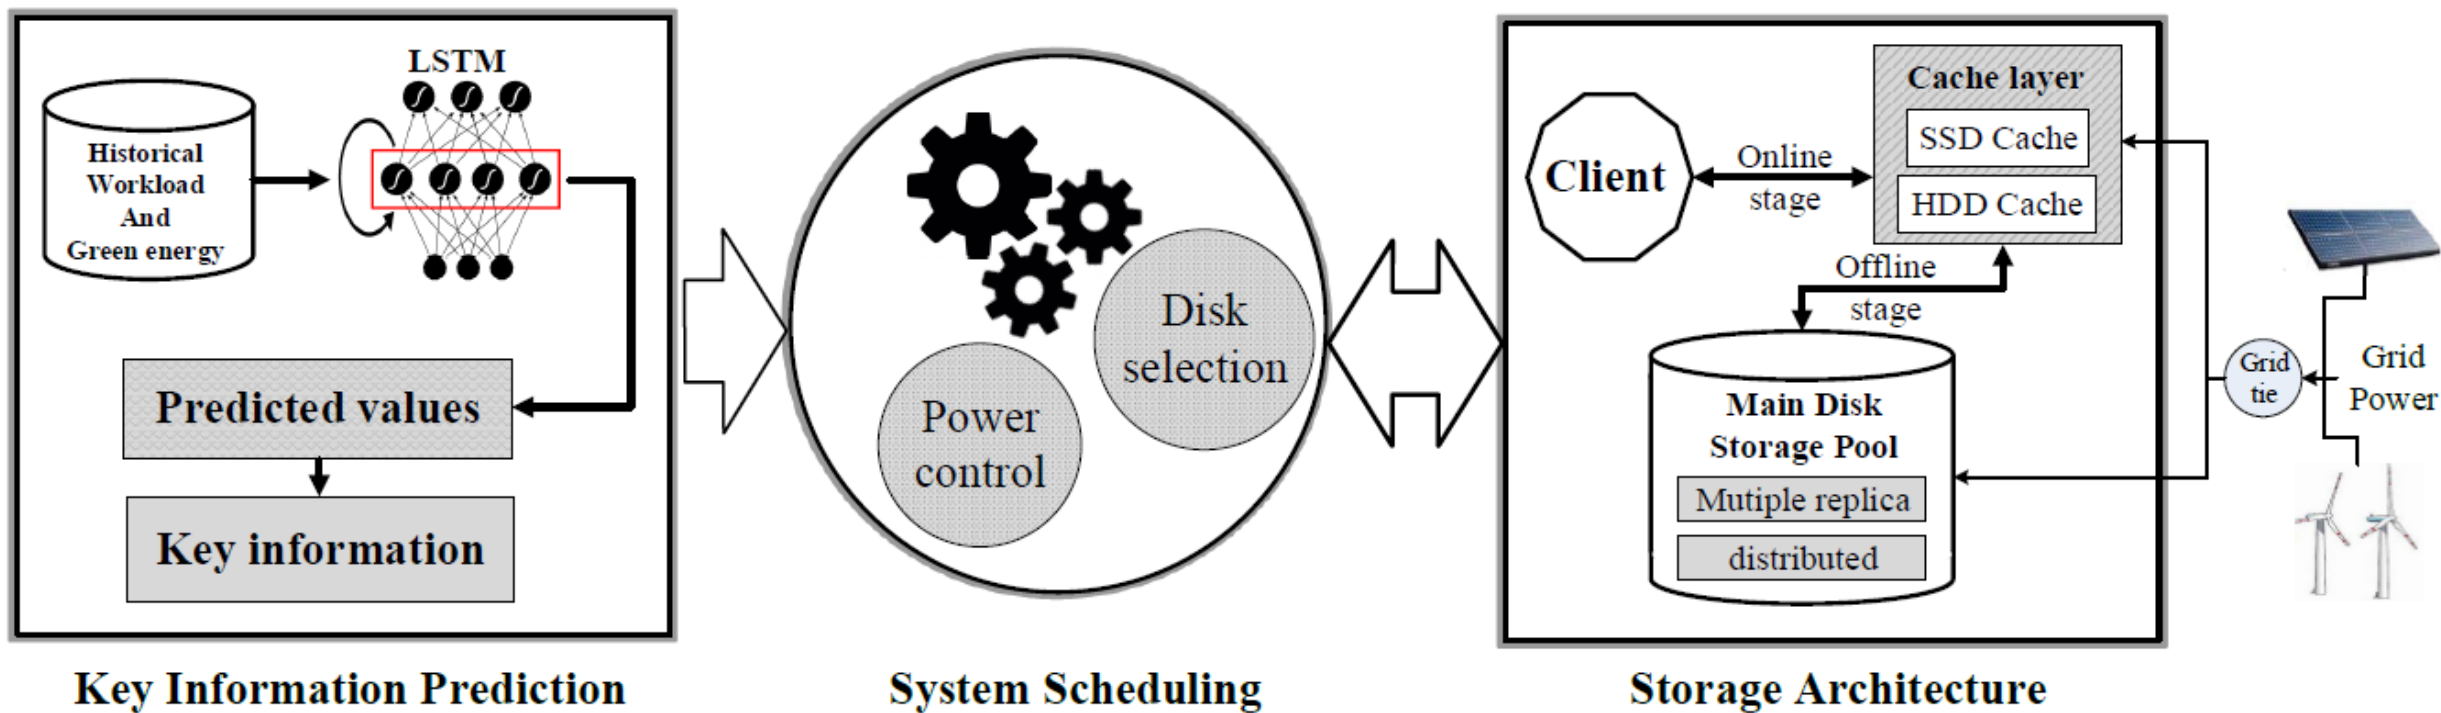 LSTM
Historical
Workload
And
Green energy
Predicted values
Key information
Key Information Prediction
Disk
selection
Power
control
System Scheduling
Client
Online
stage
Cache layer
SSD Cache
HDD Cache
Offline
stage
Main Disk
Storage Pool
Mutiple replica
distributed
Storage Architecture
Grid
tie
Grid
Power